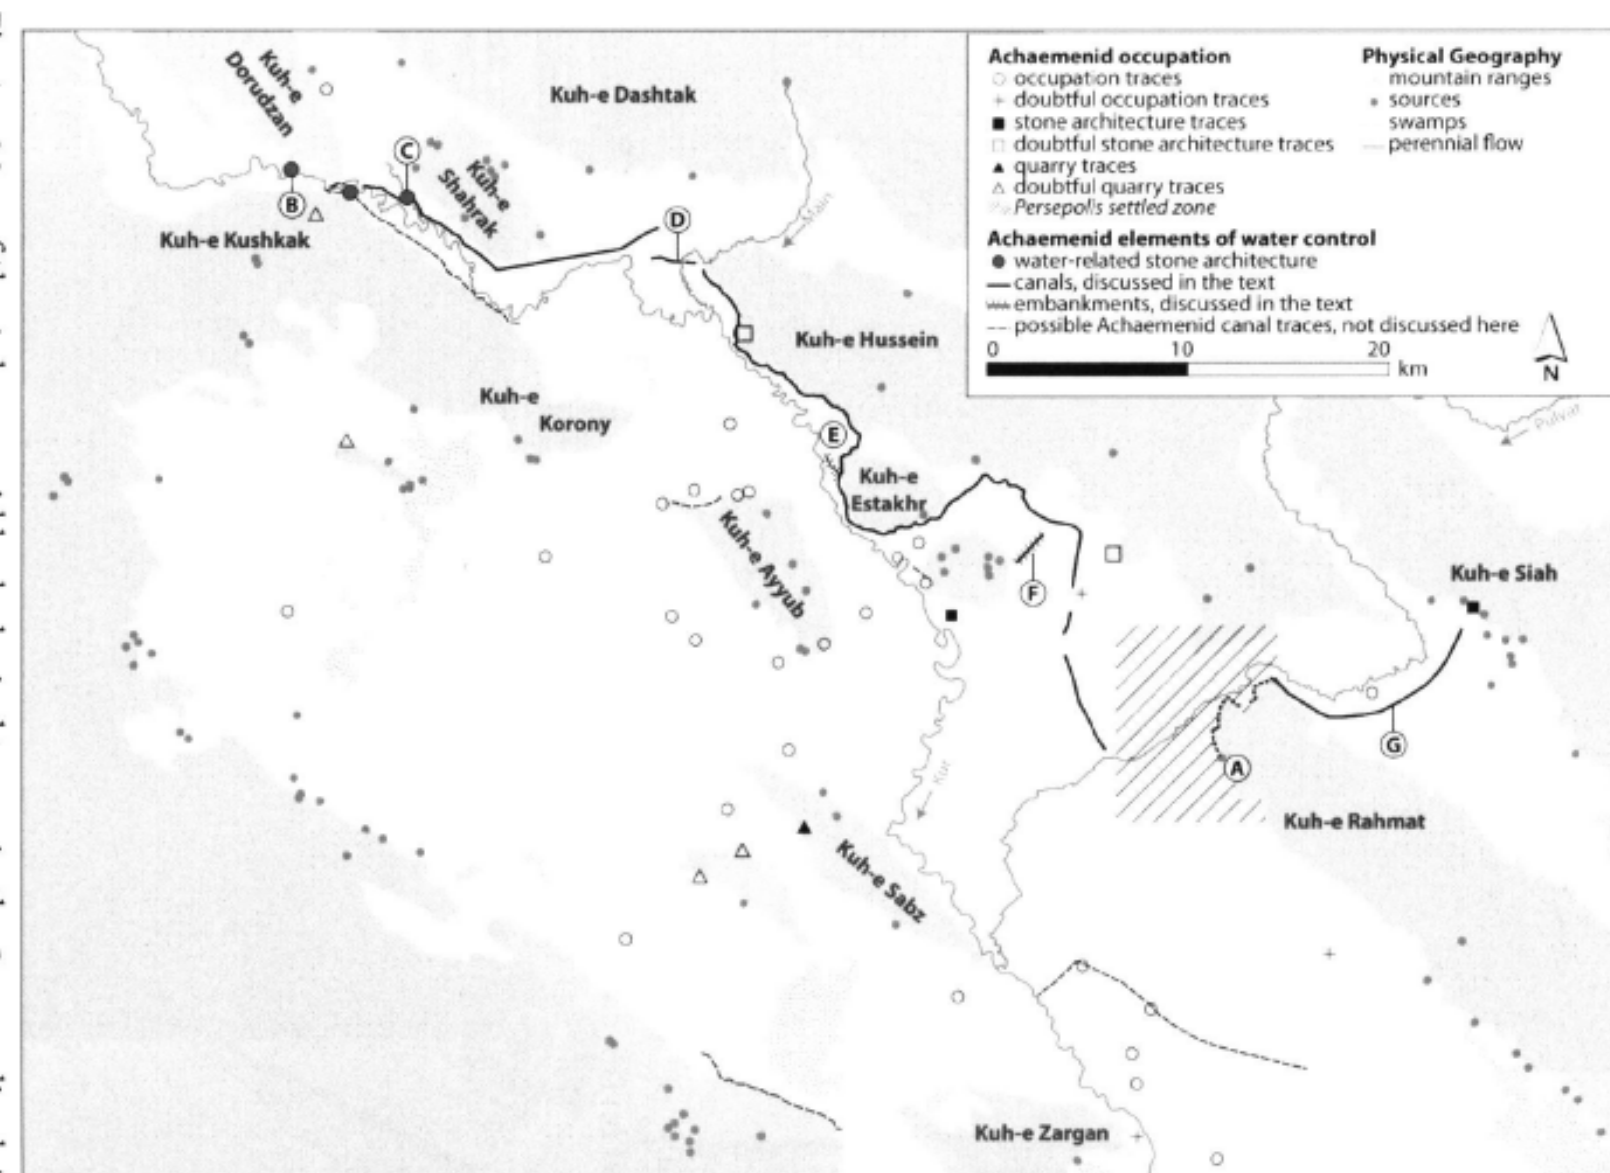 Kuh-e
Dorudzan
Kuh-e Dashtak
C
Kuh-e
Shahrak
B
D
Main
Kuh-e Kushkak
Kuh-e Hussein
Kuh-e
Korony
E
Kuh-e
Estakhr
Kuh-e Ayyub
F
Kuh-e Siah
G
A
Kur
Kuh-e Rahmat
Kuh-e Sabz
Kuh-e Zargan
Pulvar
Achaemenid occupation
occupation traces
doubtful occupation traces
stone architecture traces
doubtful stone architecture traces
quarry traces
doubtful quarry traces
Persepolis settled zone
Physical Geography
mountain ranges
sources
swamps
perennial flow
Achaemenid elements of water control
water-related stone architecture
canals, discussed in the text
embankments, discussed in the text
possible Achaemenid canal traces, not discussed here
0 10 20
km
N